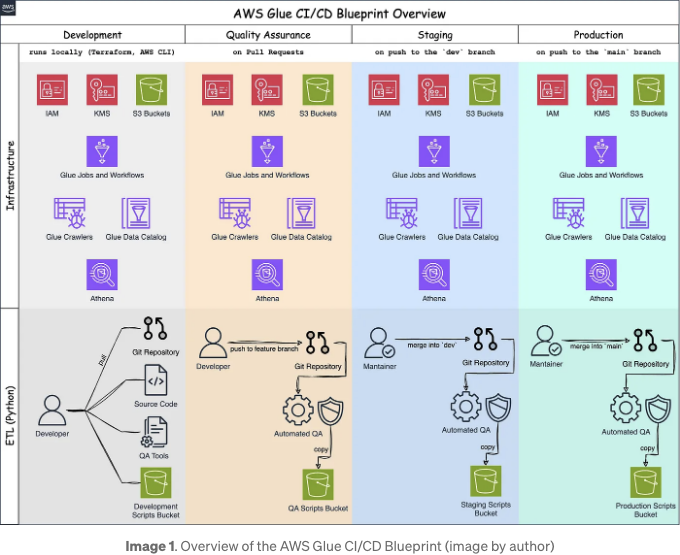 aws
AWS Glue CI/CD Blueprint Overview
Development
Quality Assurance
Staging
Production
runs locally (Terraform, AWS CLI)
on Pull Requests
on push to the `dev` branch
on push to the `main` branch
Infrastructure
IAM
KMS
S3 Buckets
IAM
KMS
S3 Buckets
IAM
KMS
S3 Buckets
IAM
KMS
S3 Buckets
Glue Jobs and Workflows
Glue Jobs and Workflows
Glue Jobs and Workflows
Glue Jobs and Workflows
Glue Crawlers
Glue Data Catalog
Glue Crawlers
Glue Data Catalog
Glue Crawlers
Glue Data Catalog
Glue Crawlers
Glue Data Catalog
Athena
Athena
Athena
Athena
ETL (Python)
Developer
pull
Git Repository
Source Code
QA Tools
Development
Scripts Bucket
Developer
push to feature branch
Git Repository
Automated QA
copy
QA Scripts Bucket
Mantainer
merge into `dev`
Git Repository
Automated QA
copy
Staging Scripts
Bucket
Mantainer
merge into `main`
Git Repository
Automated QA
copy
Production Scripts
Bucket
Image 1. Overview of the AWS Glue CI/CD Blueprint (image by author)